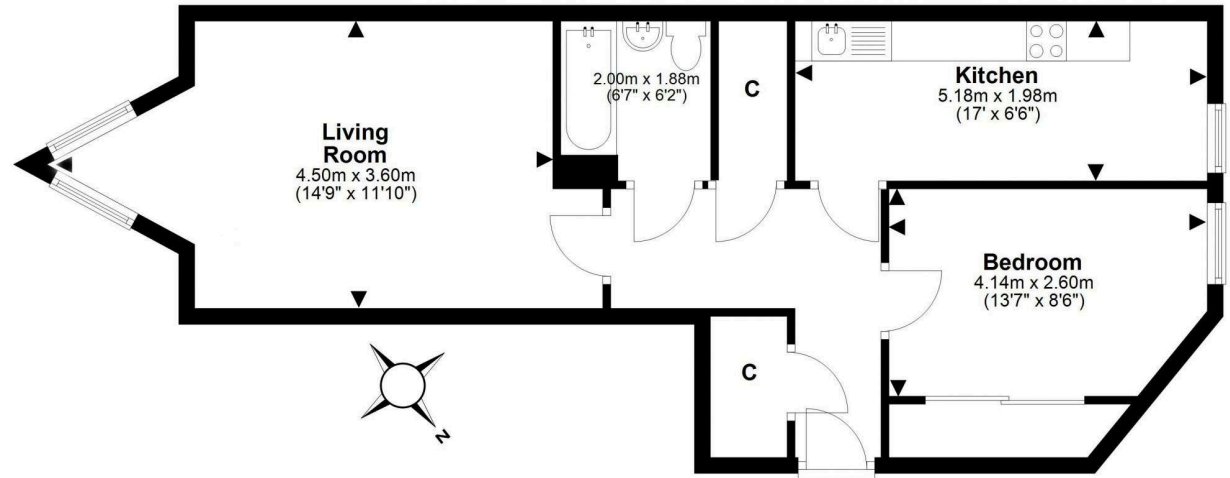 Living
Room
4.50m x 3.60m
(14'9" x 11'10")
2.00m x 1.88m
(6'7" x 6'2")
C
Kitchen
5.18m x 1.98m
(17' x 6'6")
Bedroom
4.14m x 2.60m
(13'7" x 8'6")
C
N